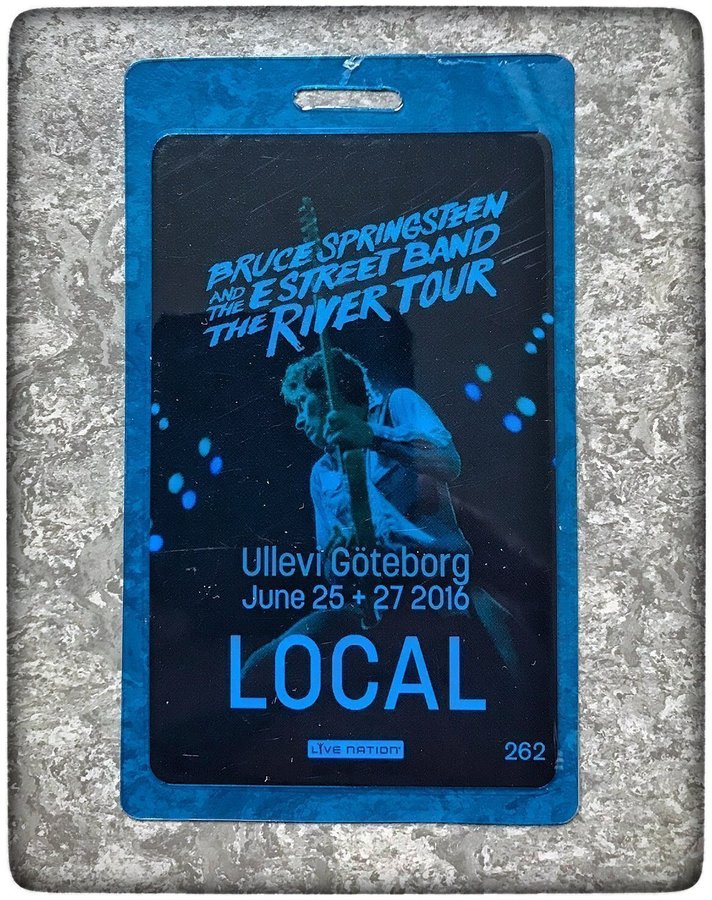 BRUCE SPRINGSTEEN
AND THE E STREET BAND
THE RIVER TOUR
Ullevi Göteborg
June 25 + 27 2016
LOCAL
LIVE NATION
262